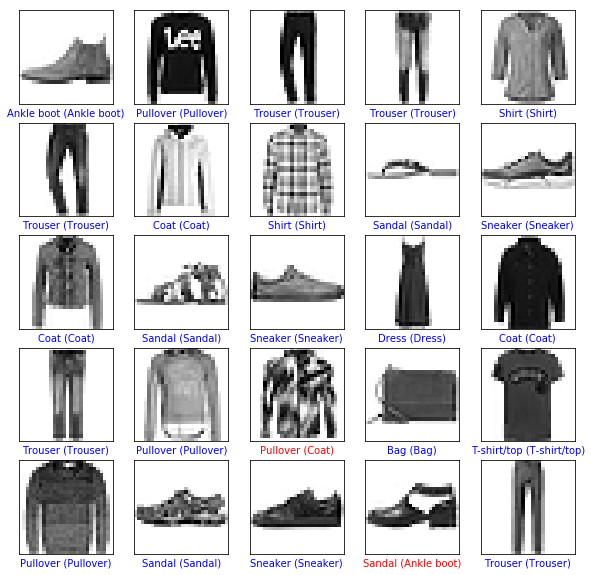 Lee
Ankle boot (Ankle boot)
Pullover (Pullover)
Trouser (Trouser)
Trouser (Trouser)
Shirt (Shirt)
Trouser (Trouser)
Coat (Coat)
Shirt (Shirt)
Sandal (Sandal)
Sneaker (Sneaker)
Coat (Coat)
Sandal (Sandal)
Sneaker (Sneaker)
Dress (Dress)
Coat (Coat)
Trouser (Trouser)
Pullover (Pullover)
Pullover (Coat)
Bag (Bag)
T-shirt/top (T-shirt/top)
Pullover (Pullover)
Sandal (Sandal)
Sneaker (Sneaker)
Sandal (Ankle boot)
Trouser (Trouser)